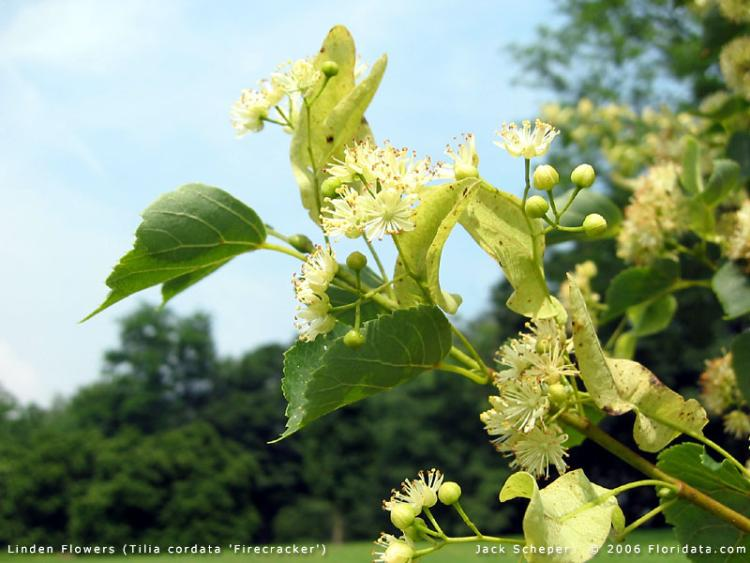 Linden Flowers (Tilia cordata 'Firecracker')
Jack Scheper © 2006 Floridata.com